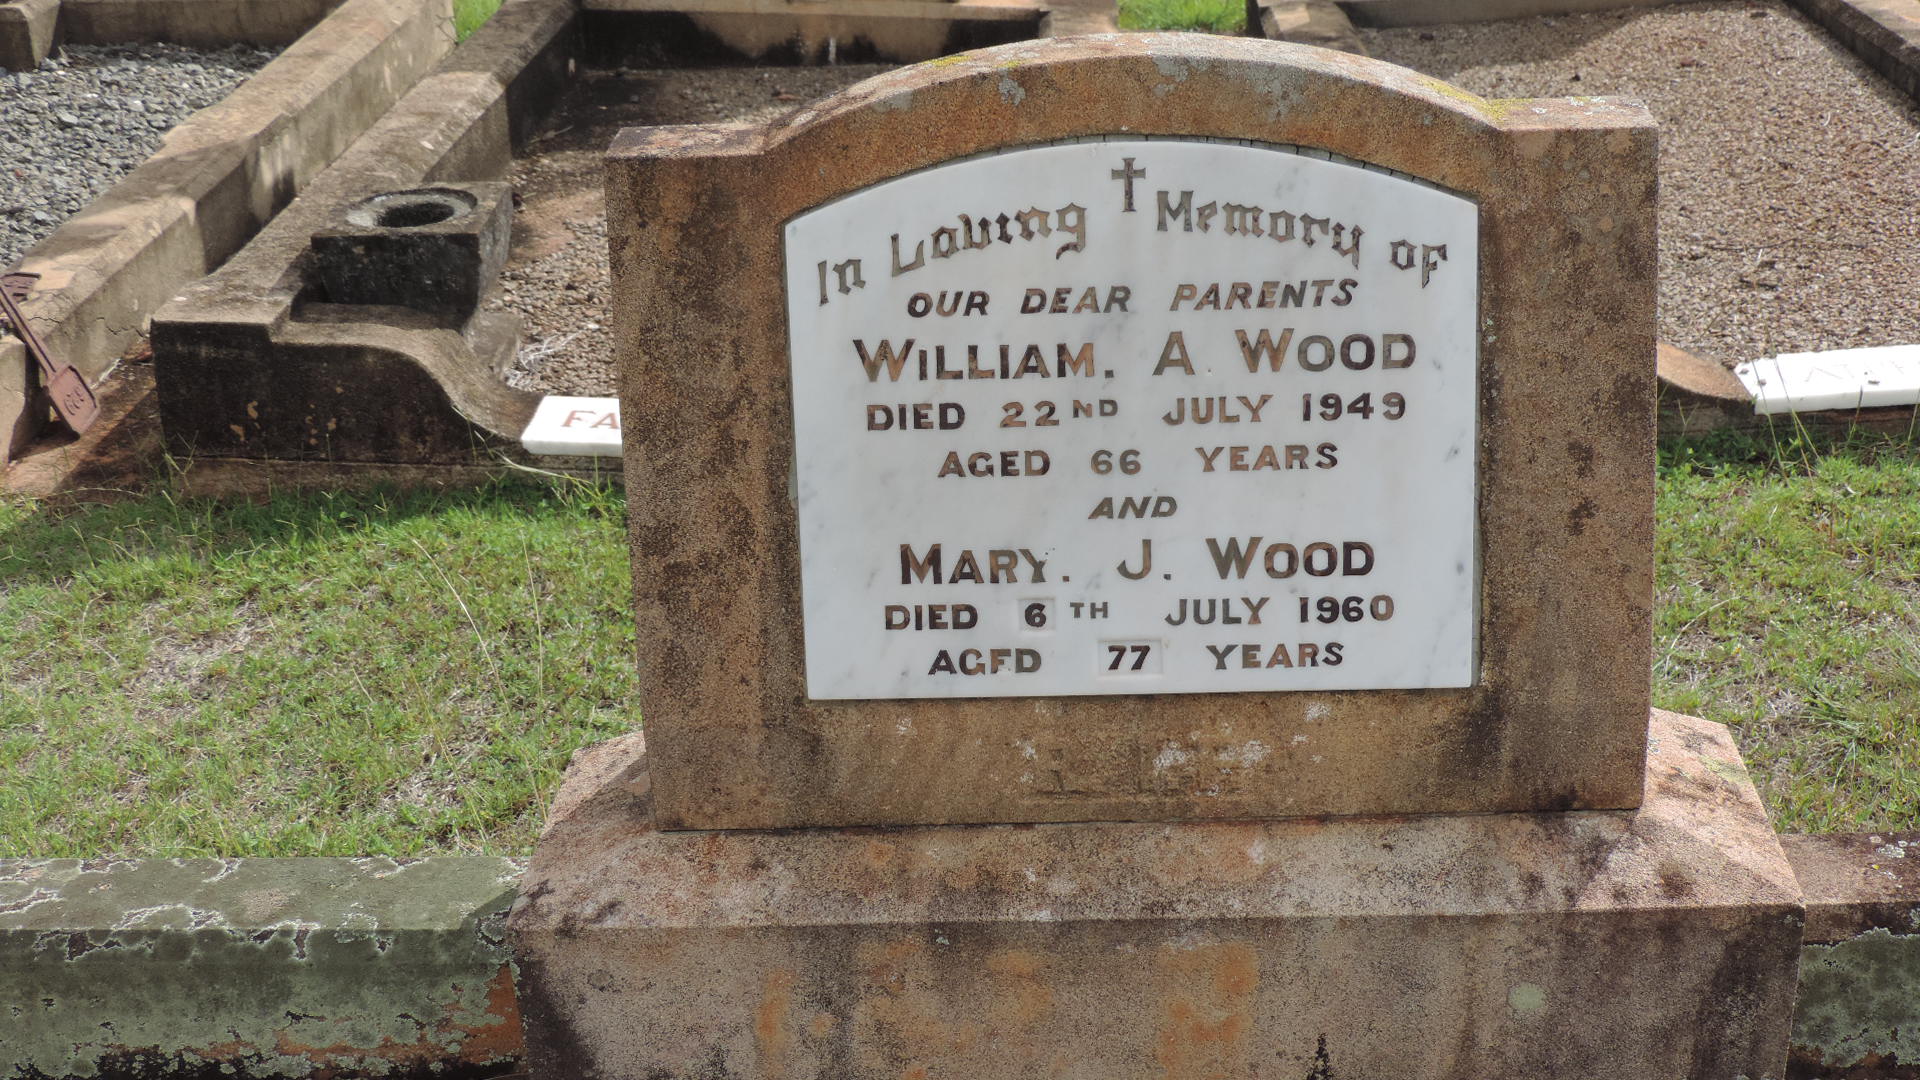 In Loving † Memory of
OUR DEAR PARENTS
WILLIAM. A WOOD
DIED 22ND JULY 1949
AGED 66 YEARS
AND
MARY. J. WOOD
DIED 6TH JULY 1960
AGED 77 YEARS
FA